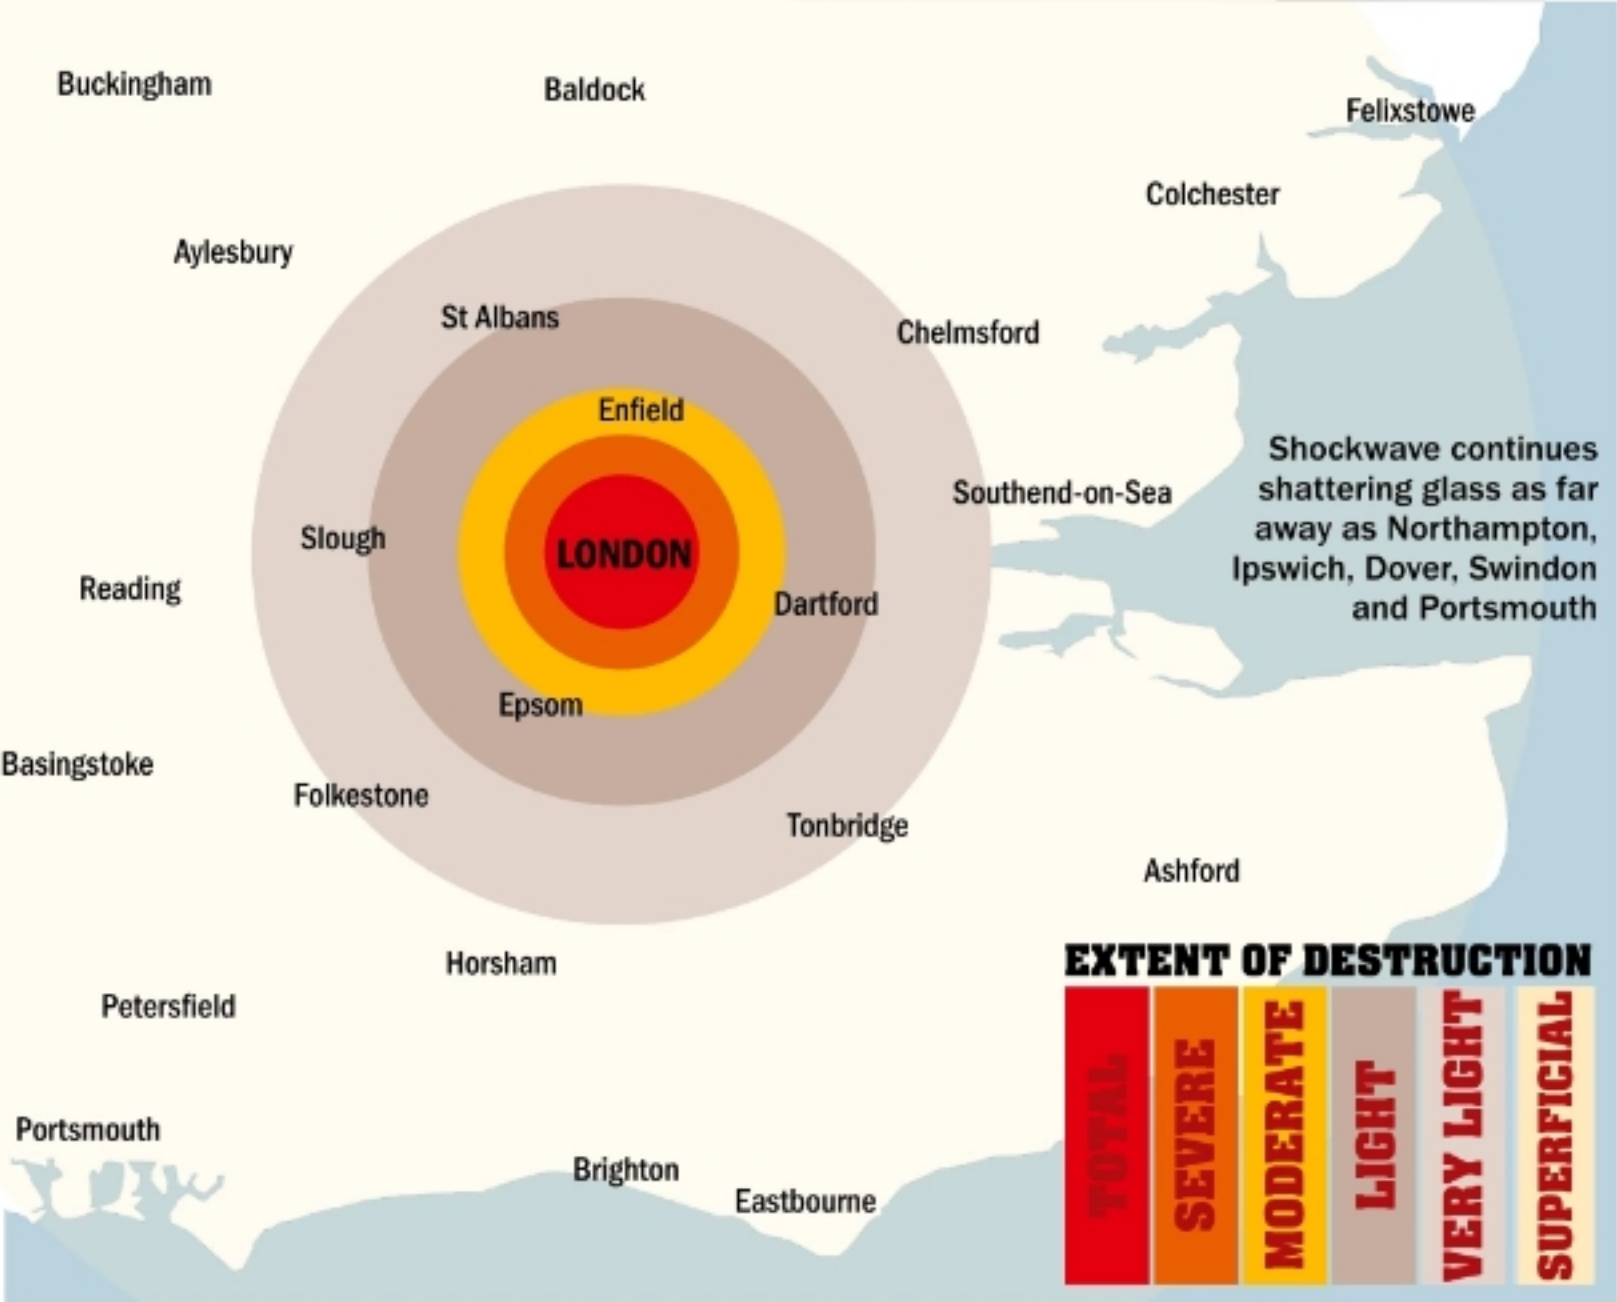 Buckingham
Baldock
Felixstowe
Colchester
Aylesbury
St Albans
Chelmsford
Enfield
Shockwave continues
shattering glass as far
away as Northampton,
Ipswich, Dover, Swindon
and Portsmouth
Southend-on-Sea
Slough
LONDON
Reading
Dartford
Epsom
Basingstoke
Folkestone
Tonbridge
Ashford
Horsham
Petersfield
Portsmouth
Brighton
Eastbourne
EXTENT OF DESTRUCTION
TOTAL
SEVERE
MODERATE
LIGHT
VERY LIGHT
SUPERFICIAL